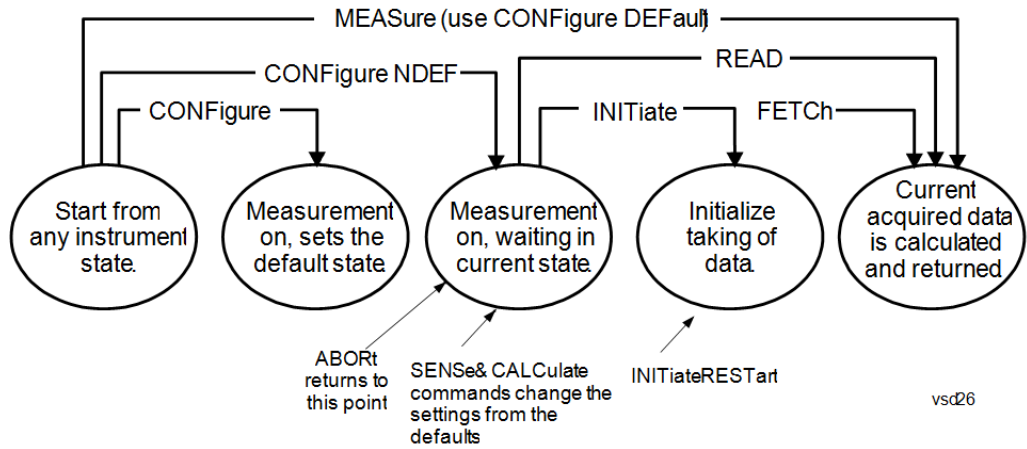 MEASure (use CONFigure DEFault)
CONFigure NDEF
READ
CONFigure
INITiate
FETCh
Start from
any instrument
state.
Measurement
on, sets the
default state.
Measurement
on, waiting in
current state.
Initialize
taking of
data.
Current
acquired data
is calculated
and returned.
ABORt
returns to
this point
SENSe& CALCulate
commands change the
settings from the
defaults
INITiateRESTart
vsd26